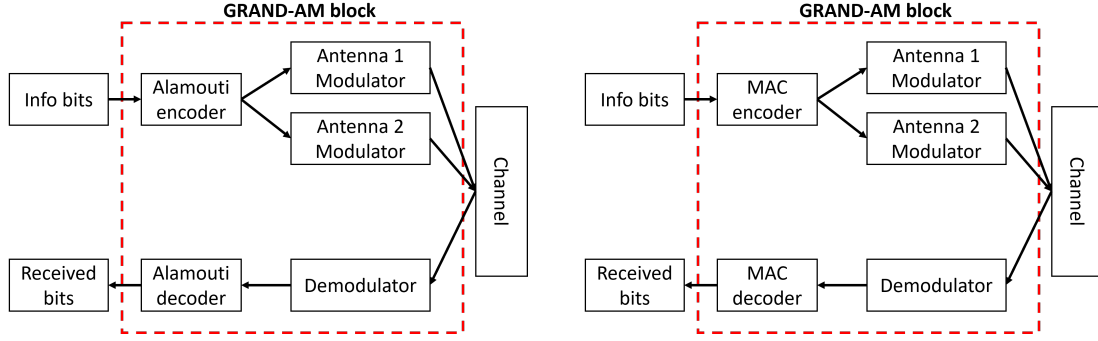 GRAND-AM block
Info bits
Alamouti
encoder
Antenna 1
Modulator
Antenna 2
Modulator
Channel
Received
bits
Alamouti
decoder
Demodulator
GRAND-AM block
Info bits
MAC
encoder
Antenna 1
Modulator
Antenna 2
Modulator
Channel
Received
bits
MAC
decoder
Demodulator